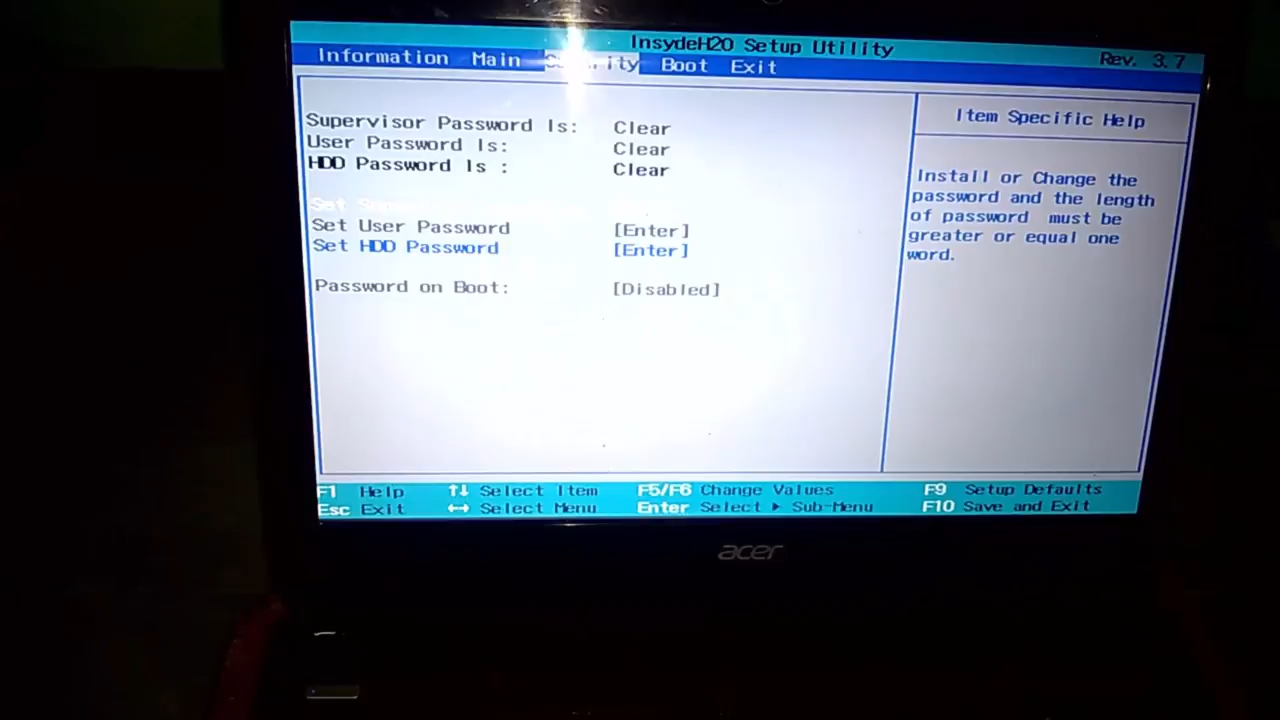 InsydeH2O Setup Utility Rev. 3.7
Information Main Boot Exit
Supervisor Password Is: Clear
User Password Is: Clear
HDD Password Is : Clear
Set
Set User Password [Enter]
Set HDD Password [Enter]
Password on Boot: [Disabled]
Item Specific Help
Install or Change the
password and the length
of password must be
greater or equal one
word.
F1 Help ↑↓ Select Item F5/F6 Change Values F9 Setup Defaults
Esc Exit ↔ Select Menu Enter Select ▶ Sub-Menu F10 Save and Exit
acer